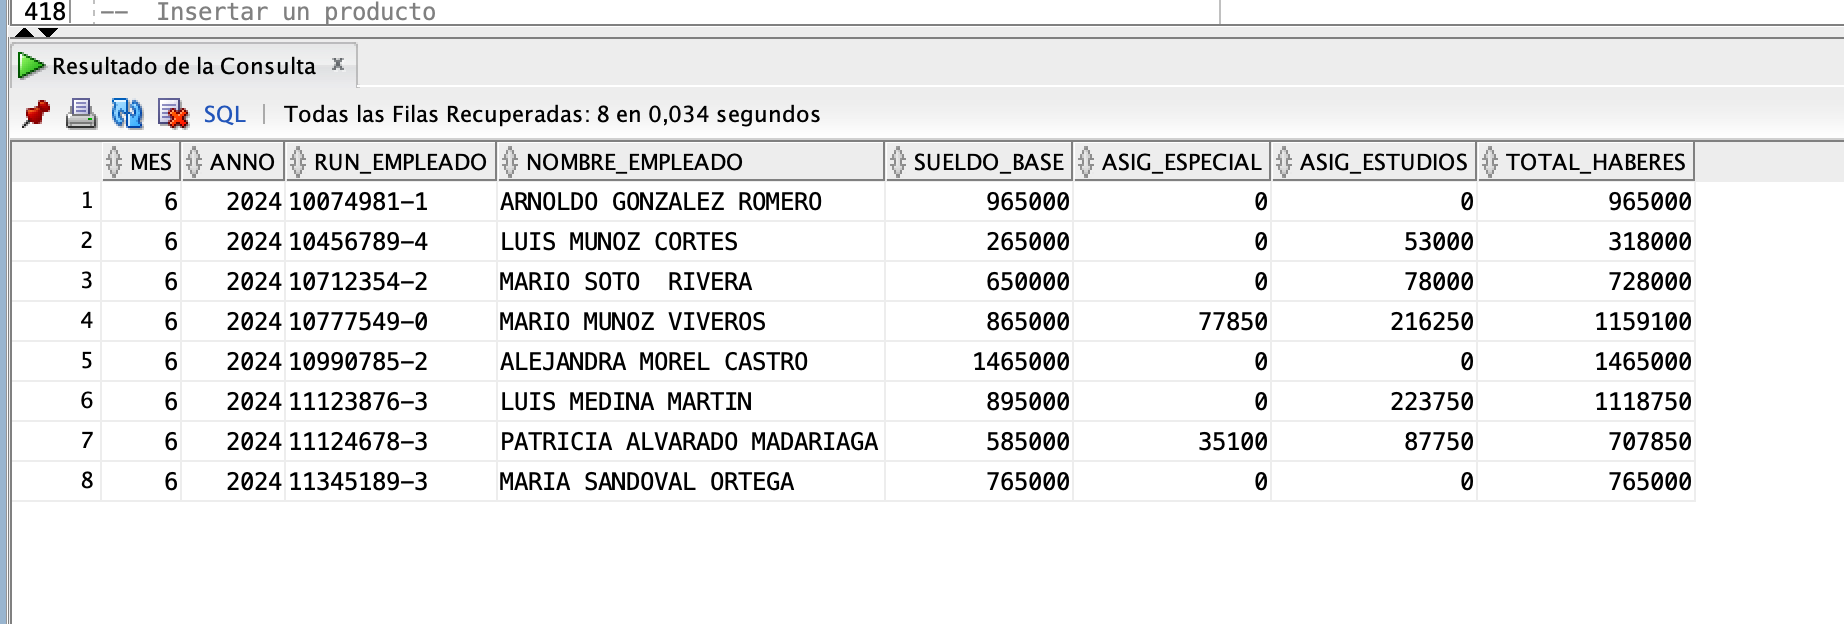 418 -- Insertar un producto
Resultado de la Consulta x
SQL | Todas las Filas Recuperadas: 8 en 0,034 segundos
MES ANNO RUN_EMPLEADO NOMBRE_EMPLEADO SUELDO_BASE ASIG_ESPECIAL ASIG_ESTUDIOS TOTAL_HABERES
1 6 2024 10074981-1 ARNOLDO GONZALEZ ROMERO 965000 0 0 965000
2 6 2024 10456789-4 LUIS MUNOZ CORTES 265000 0 53000 318000
3 6 2024 10712354-2 MARIO SOTO  RIVERA 650000 0 78000 728000
4 6 2024 10777549-0 MARIO MUNOZ VIVEROS 865000 77850 216250 1159100
5 6 2024 10990785-2 ALEJANDRA MOREL CASTRO 1465000 0 0 1465000
6 6 2024 11123876-3 LUIS MEDINA MARTIN 895000 0 223750 1118750
7 6 2024 11124678-3 PATRICIA ALVARADO MADARIAGA 585000 35100 87750 707850
8 6 2024 11345189-3 MARIA SANDOVAL ORTEGA 765000 0 0 765000